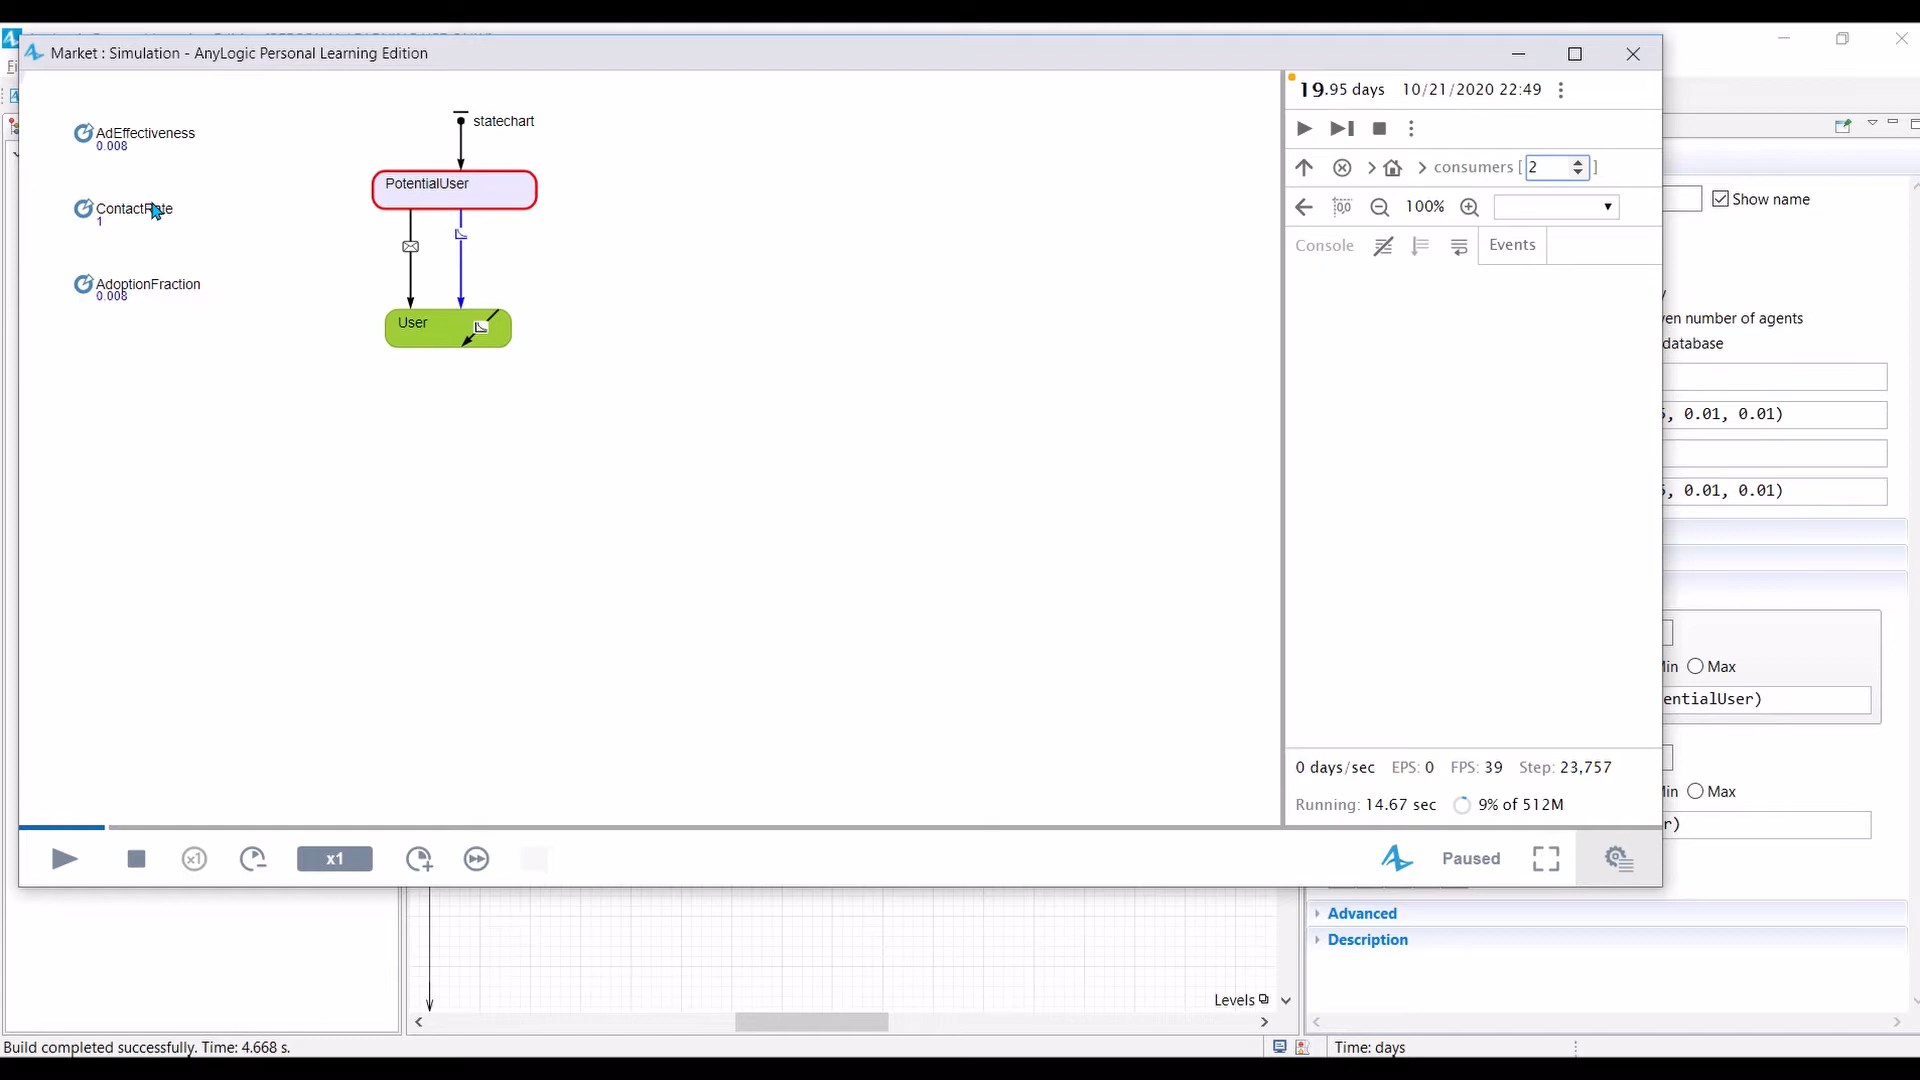 Market : Simulation - AnyLogic Personal Learning Edition
AdEffectiveness
0.008
ContactRate
1
AdoptionFraction
0.008
statechart
PotentialUser
User
19.95 days 10/21/2020 22:49
consumers [ 2 ]
100%
Console Events
0 days/sec EPS: 0 FPS: 39 Step: 23,757
Running: 14.67 sec 9% of 512M
x1
Paused
Show name
en number of agents
database
, 0.01, 0.01)
, 0.01, 0.01)
Max
entialUser)
Max
r)
Advanced
Description
Levels
Build completed successfully. Time: 4.668 s.
Time: days